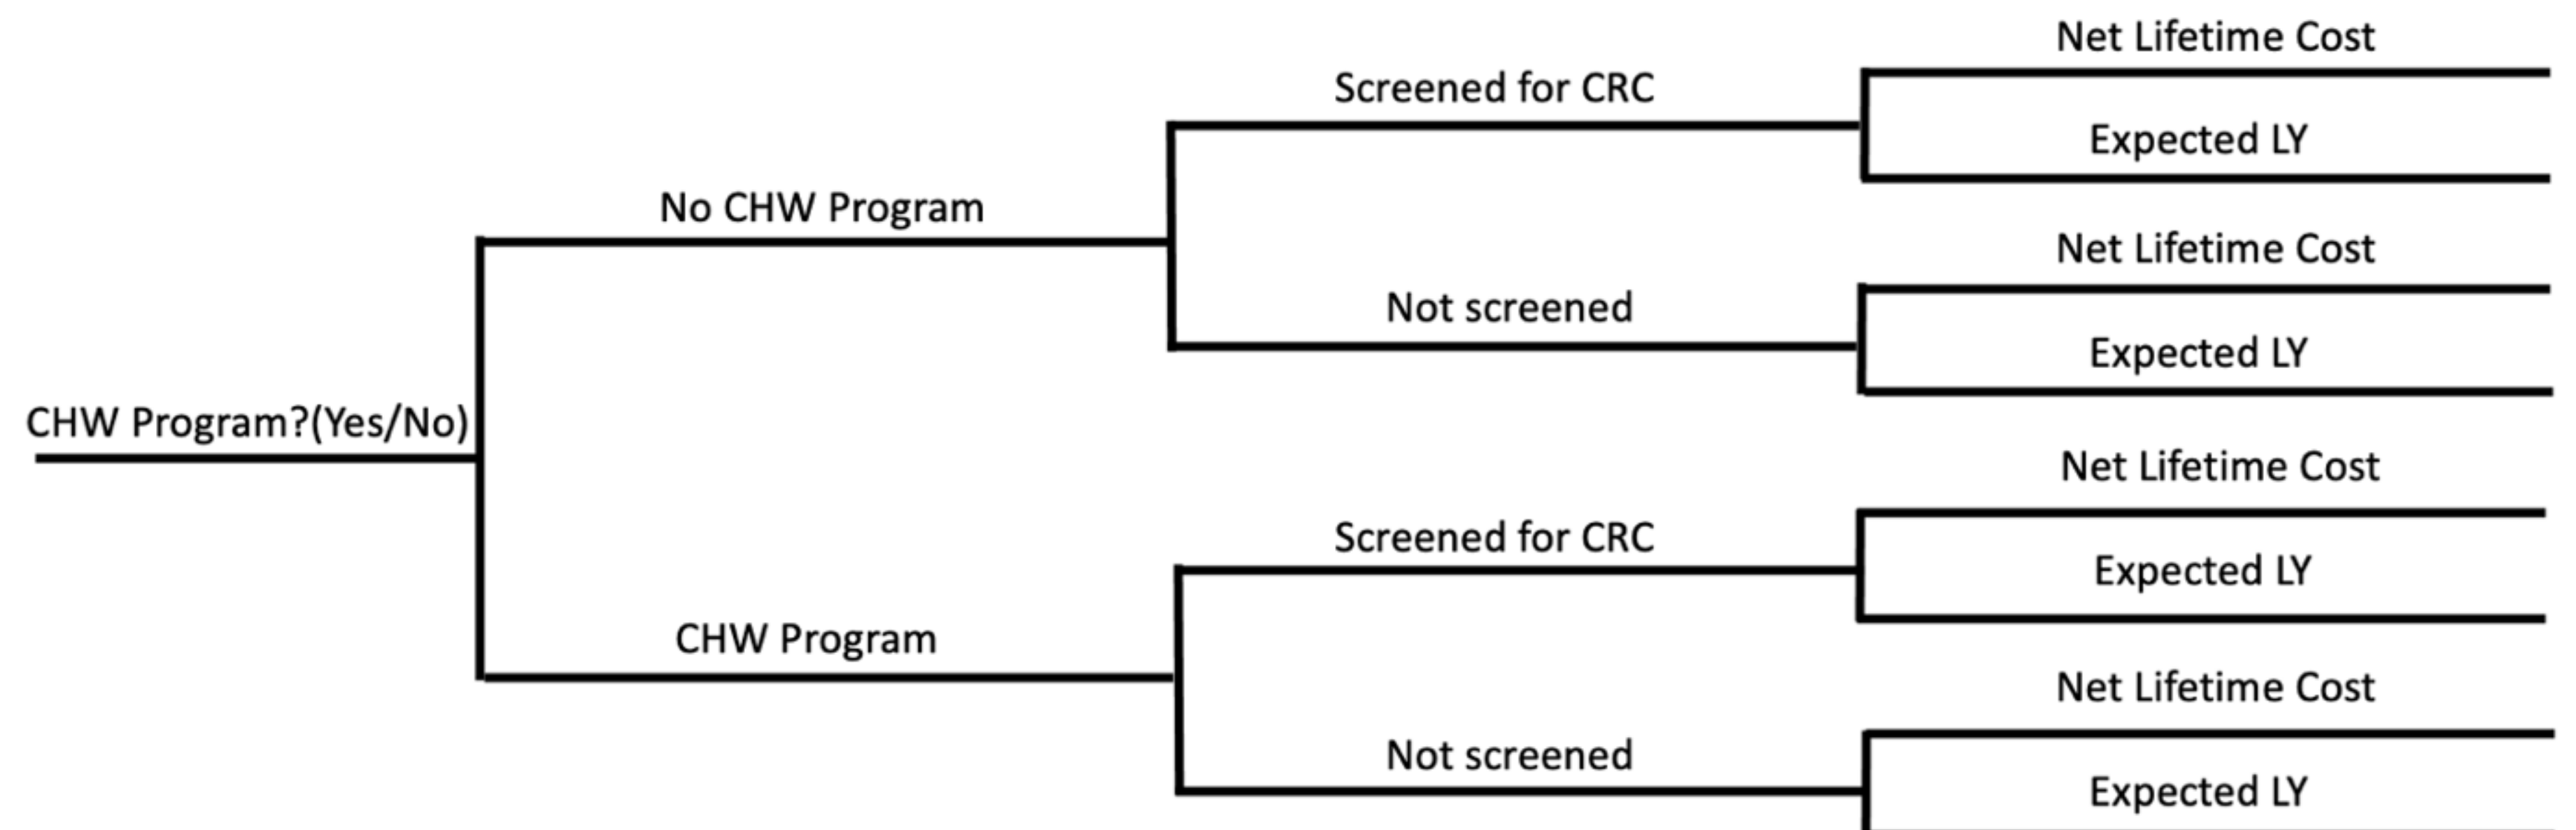 Net Lifetime Cost
Screened for CRC
Expected LY
No CHW Program
Net Lifetime Cost
Not screened
Expected LY
CHW Program?(Yes/No)
Net Lifetime Cost
Screened for CRC
Expected LY
CHW Program
Net Lifetime Cost
Not screened
Expected LY